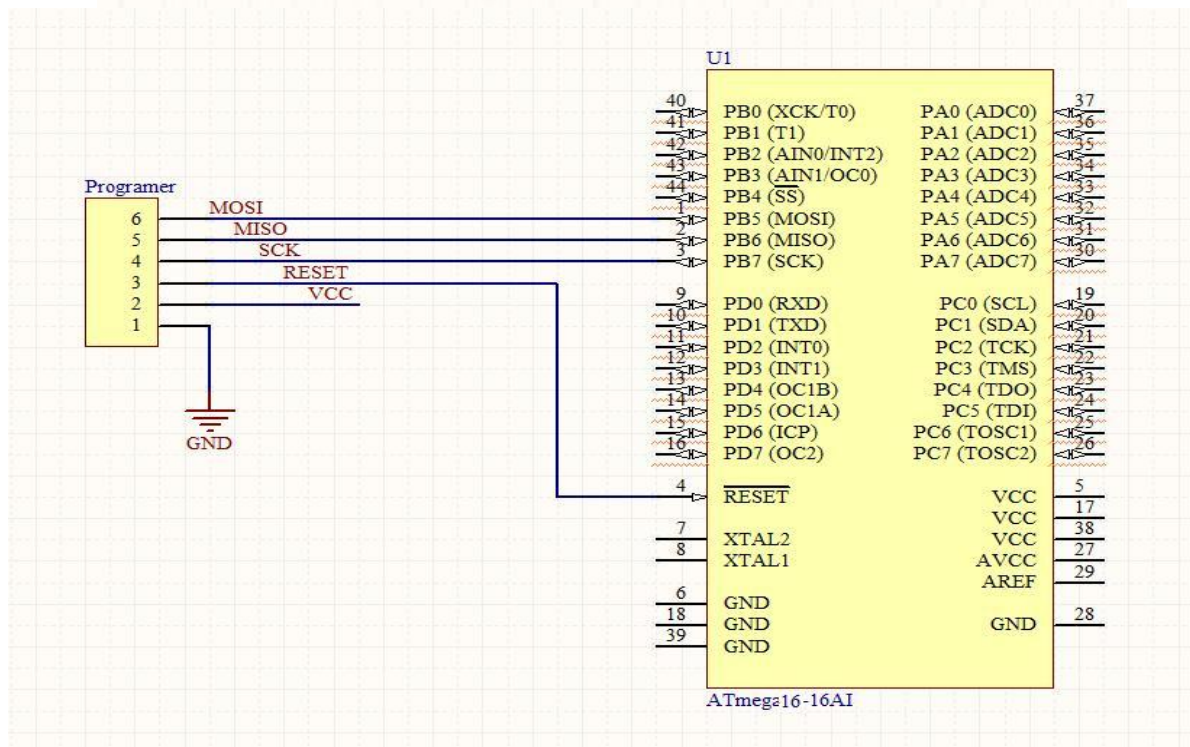 U1
40 PB0 (XCK/T0) PA0 (ADC0) 37
41 PB1 (T1) PA1 (ADC1) 36
42 PB2 (AIN0/INT2) PA2 (ADC2) 35
43 PB3 (AIN1/OC0) PA3 (ADC3) 34
44 PB4 (SS) PA4 (ADC4) 33
1 PB5 (MOSI) PA5 (ADC5) 32
2 PB6 (MISO) PA6 (ADC6) 31
3 PB7 (SCK) PA7 (ADC7) 30
9 PD0 (RXD) PC0 (SCL) 19
10 PD1 (TXD) PC1 (SDA) 20
11 PD2 (INT0) PC2 (TCK) 21
12 PD3 (INT1) PC3 (TMS) 22
13 PD4 (OC1B) PC4 (TDO) 23
14 PD5 (OC1A) PC5 (TDI) 24
15 PD6 (ICP) PC6 (TOSC1) 25
16 PD7 (OC2) PC7 (TOSC2) 26
4 RESET VCC 5
VCC 17
7 XTAL2 VCC 38
8 XTAL1 AVCC 27
AREF 29
6 GND
18 GND GND 28
39 GND
ATmega16-16AI
Programer
6 MOSI
5 MISO
4 SCK
3 RESET
2 VCC
1
GND